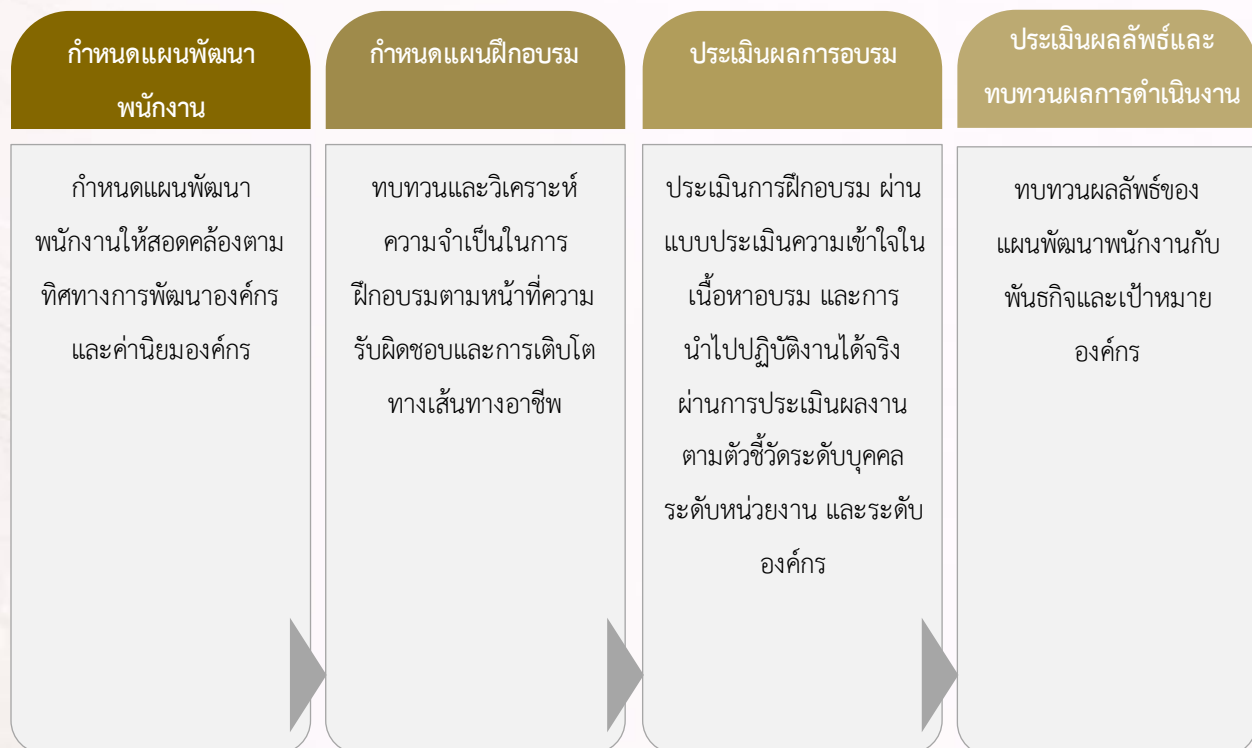 กำหนดแผนพัฒนา
พนักงาน
กำหนดแผนพัฒนา
พนักงานให้สอดคล้องตาม
ทิศทางการพัฒนาองค์กร
และค่านิยมองค์กร
กำหนดแผนฝึกอบรม
ทบทวนและวิเคราะห์
ความจำเป็นในการ
ฝึกอบรมตามหน้าที่ความ
รับผิดชอบและการเติบโต
ทางเส้นทางอาชีพ
ประเมินผลการอบรม
ประเมินการฝึกอบรม ผ่าน
แบบประเมินความเข้าใจใน
เนื้อหาอบรม และการ
นำไปปฏิบัติงานได้จริง
ผ่านการประเมินผลงาน
ตามตัวชี้วัดระดับบุคคล
ระดับหน่วยงาน และระดับ
องค์กร
ประเมินผลลัพธ์และ
ทบทวนผลการดำเนินงาน
ทบทวนผลลัพธ์ของ
แผนพัฒนาพนักงานกับ
พันธกิจและเป้าหมาย
องค์กร